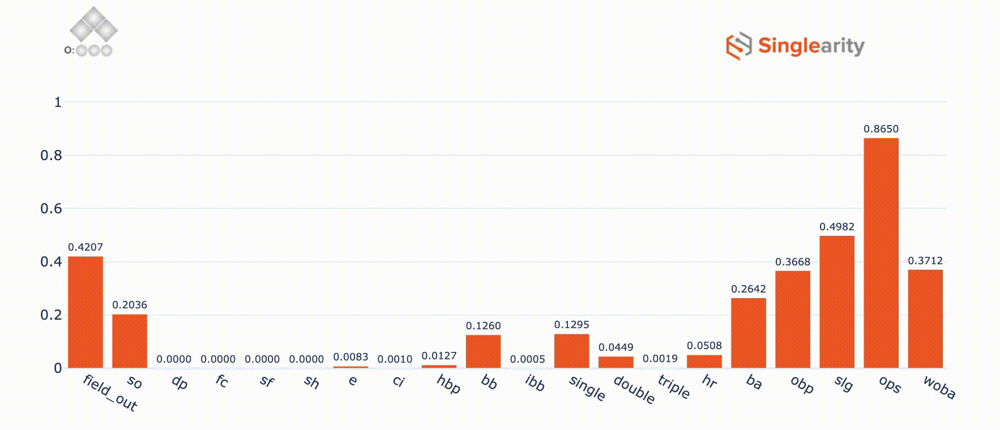 O:
Singlearity
1
0.8
0.6
0.4
0.2
0
0.4207
0.2036
0.0000
0.0000
0.0000
0.0000
0.0083
0.0010
0.0127
0.1260
0.0005
0.1295
0.0449
0.0019
0.0508
0.2642
0.3668
0.4982
0.8650
0.3712
field_out
so
dp
fc
sf
sh
e
ci
hbp
bb
ibb
single
double
triple
hr
ba
obp
slg
ops
woba